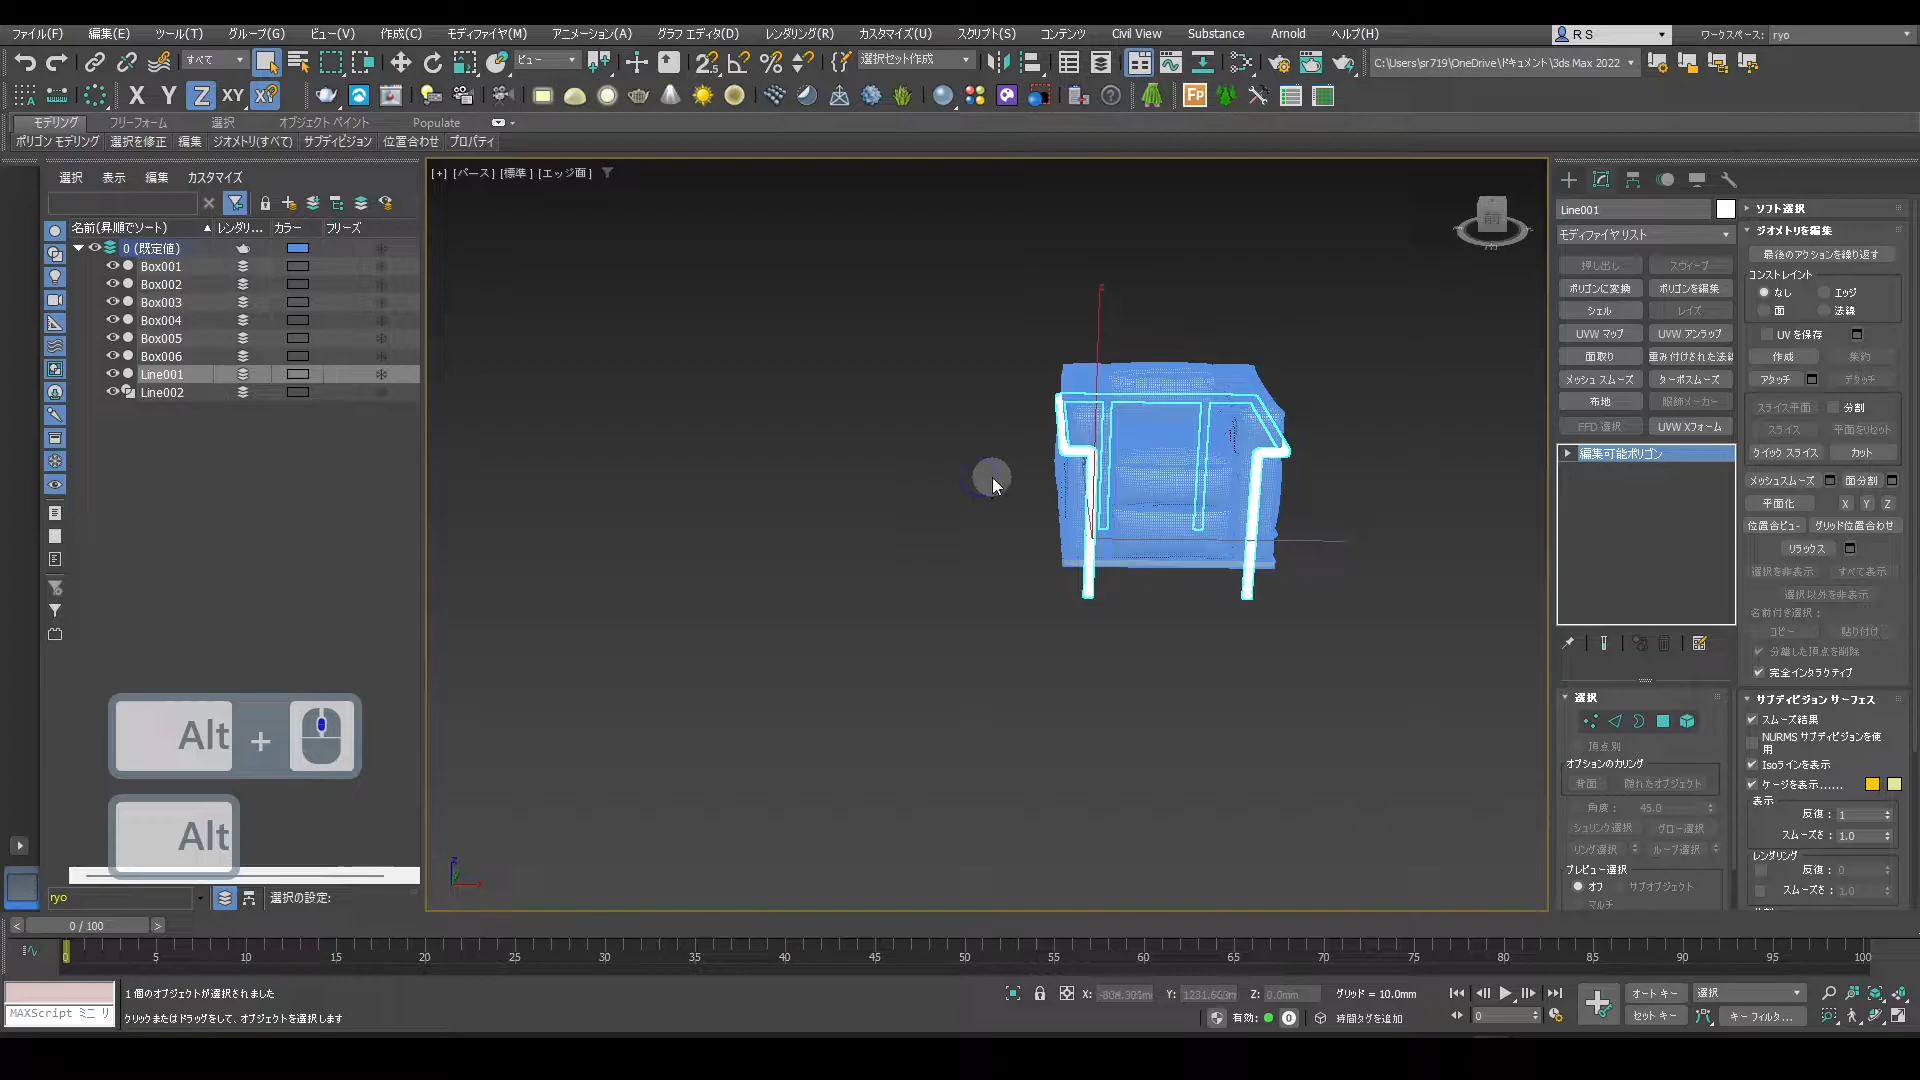 ファイル(F) 編集(E) ツール(T) グループ(G) ビュー(V) 作成(C) モディファイヤ(M) アニメーション(A) グラフ エディタ(D) レンダリング(R) カスタマイズ(U) スクリプト(S) コンテンツ Civil View Substance Arnold ヘルプ(H) R S ワークスペース: ryo
すべて ビュー 選択セット作成 C:\Users\sr719\OneDrive\ドキュメント\3ds Max 2022
X Y Z XY XY
モデリング フリーフォーム 選択 オブジェクト ペイント Populate
ポリゴン モデリング 選択を修正 編集 ジオメトリ(すべて) サブディビジョン 位置合わせ プロパティ
選択 表示 編集 カスタマイズ
名前(昇順でソート) レンダリ... カラー フリーズ
0 (既定値)
Box001
Box002
Box003
Box004
Box005
Box006
Line001
Line002
Alt +
Alt
ryo 選択の設定:
[+] [パース] [標準] [エッジ面]
前
Line001
モディファイヤ リスト
押し出し スウィープ
ポリゴンに変換 ポリゴンを編集
シェル レイズ
UVW マップ UVW アンラップ
面取り 重み付けされた法線
メッシュ スムーズ ターボスムーズ
布地 服飾メーカー
FFD 選択 UVW Xフォーム
編集可能ポリゴン
選択
頂点別
オプションのカリング
背面 隠れたオブジェクト
角度: 45.0
シュリンク選択 グロー選択
リング選択 ループ選択
プレビュー選択
オフ サブオブジェクト
マルチ
ソフト選択
ジオメトリを編集
最後のアクションを繰り返す
コンストレイント
なし エッジ
面 法線
UV を保存
作成 集約
アタッチ デタッチ
スライス平面 分割
スライス 平面をリセット
クイック スライス カット
メッシュスムーズ 面分割
平面化 X Y Z
位置合ビュー グリッド位置合わせ
リラックス
選択を非表示 すべて表示
選択以外を非表示
名前付き選択:
コピー 貼り付け
分離した頂点を削除
完全インタラクティブ
サブディビジョン サーフェス
スムーズ結果
NURMS サブディビジョンを使用
Isoラインを表示
ケージを表示......
表示
反復: 1
スムーズさ: 1.0
レンダリング
反復: 0
スムーズさ: 1.0
< 0 / 100 >
0 5 10 15 20 25 30 35 40 45 50 55 60 65 70 75 80 85 90 95 100
MAXScript ミニ リ
1 個のオブジェクトが選択されました
クリックまたはドラッグをして、オブジェクトを選択します
X: Y: Z: 0.0mm グリッド = 10.0mm
有効: 0 時間タグを追加
0
オート キー 選択
セット キー キー フィルタ...